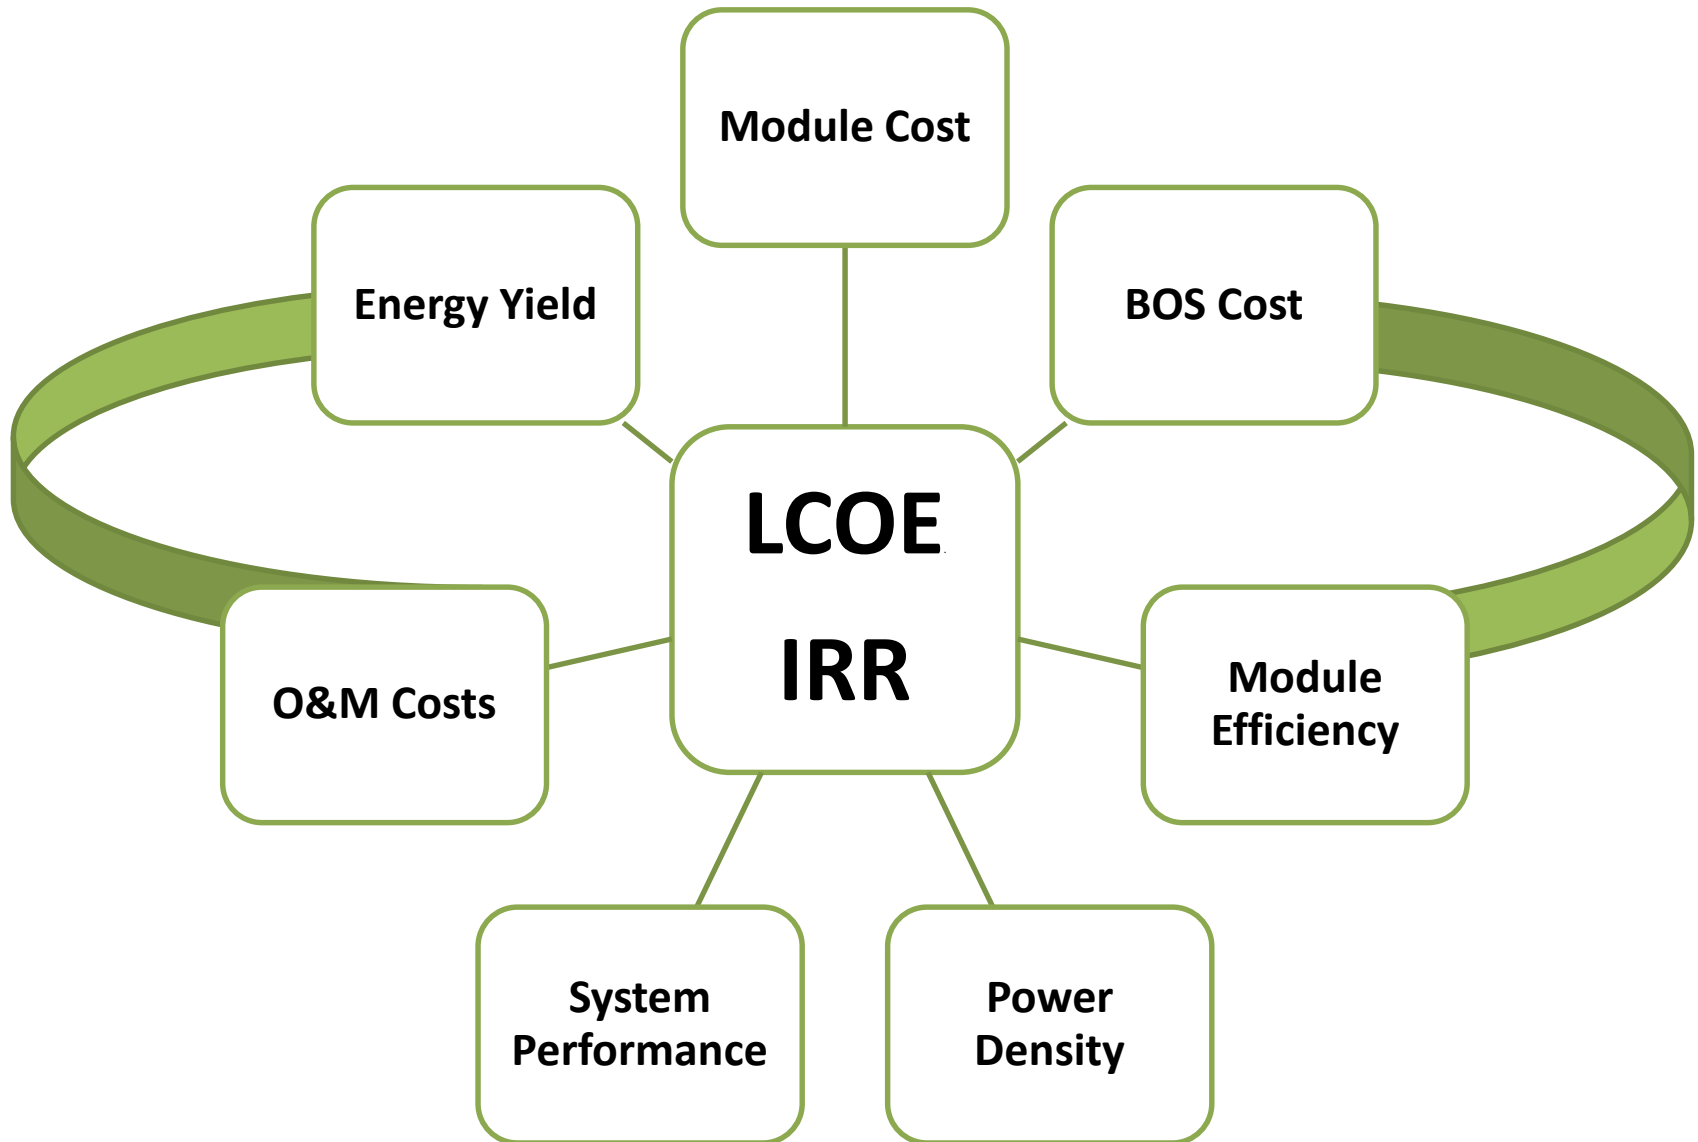 Module Cost
Energy Yield
BOS Cost
LCOE
IRR
O&M Costs
Module
Efficiency
System
Performance
Power
Density